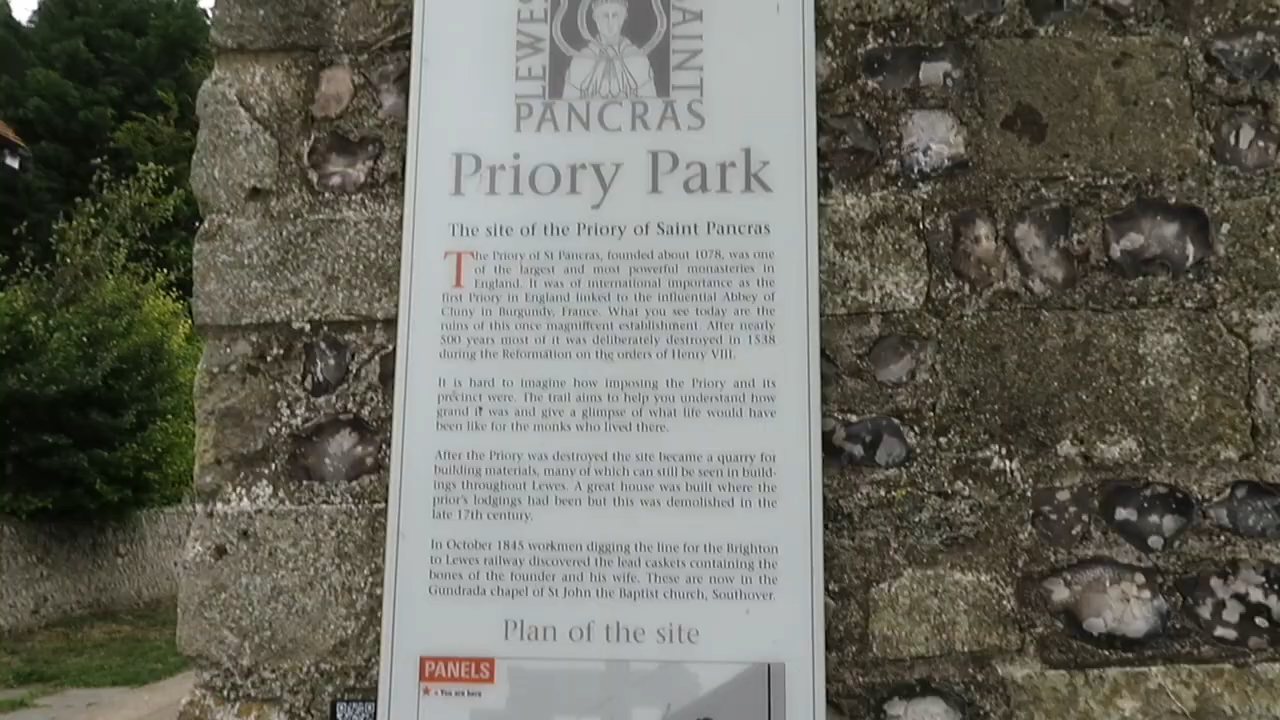 LEWES
SAINT
PANCRAS
Priory Park
The site of the Priory of Saint Pancras
The Priory of St Pancras, founded about 1078, was one
of the largest and most powerful monasteries in
England. It was of international importance as the
first Priory in England linked to the influential Abbey of
Cluny in Burgundy, France. What you see today are the
ruins of this once magnificent establishment. After nearly
500 years most of it was deliberately destroyed in 1538
during the Reformation on the orders of Henry VIII.
It is hard to imagine how imposing the Priory and its
precinct were. The trail aims to help you understand how
grand it was and give a glimpse of what life would have
been like for the monks who lived there.
After the Priory was destroyed the site became a quarry for
building materials, many of which can still be seen in build-
ings throughout Lewes. A great house was built where the
prior's lodgings had been but this was demolished in the
late 17th century.
In October 1845 workmen digging the line for the Brighton
to Lewes railway discovered the lead caskets containing the
bones of the founder and his wife. These are now in the
Gundrada chapel of St John the Baptist church, Southover.
Plan of the site
PANELS
★ = You are here